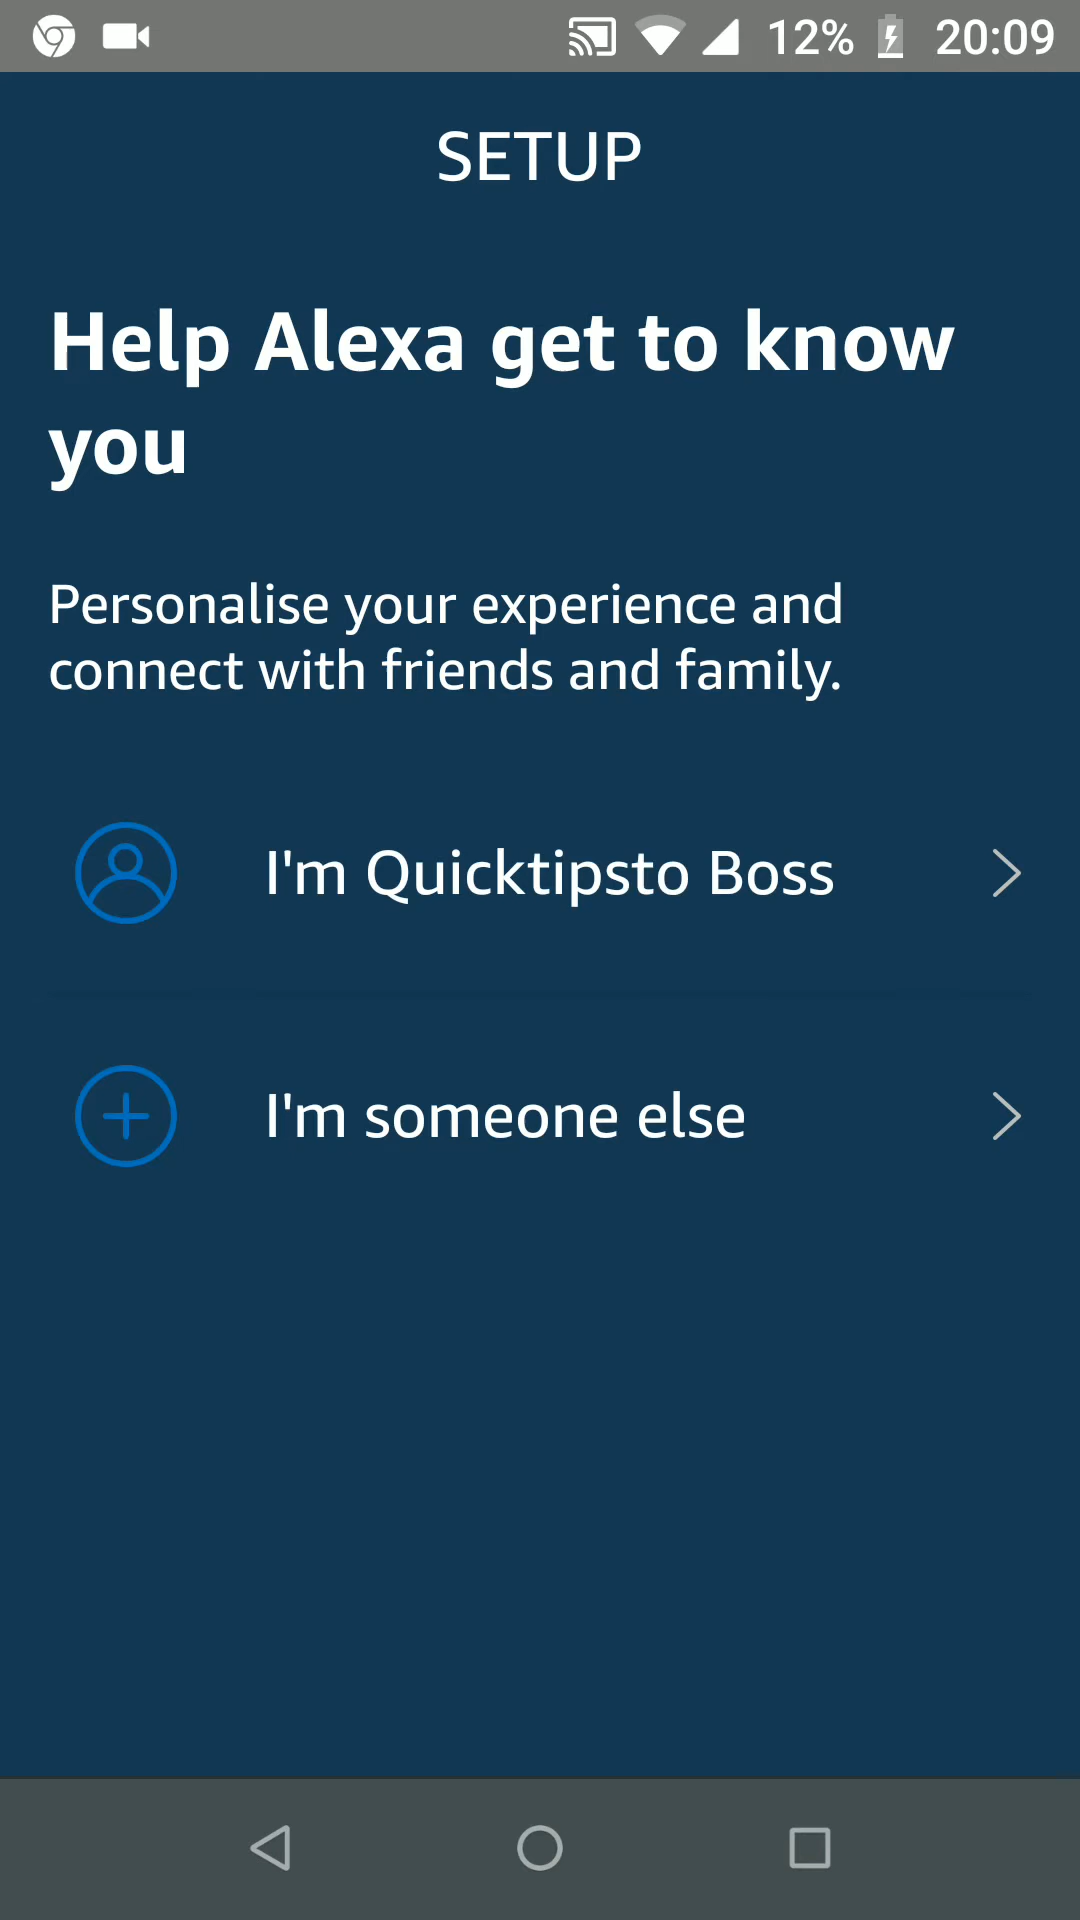 12% 20:09
SETUP
Help Alexa get to know
you
Personalise your experience and
connect with friends and family.
I'm Quicktipsto Boss
I'm someone else